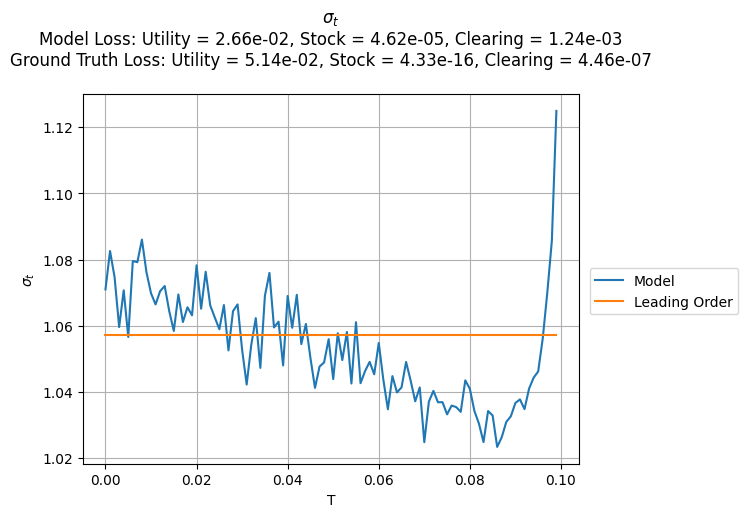 σt
Model Loss: Utility = 2.66e-02, Stock = 4.62e-05, Clearing = 1.24e-03
Ground Truth Loss: Utility = 5.14e-02, Stock = 4.33e-16, Clearing = 4.46e-07
1.12
1.10
1.08
1.06
1.04
1.02
σt
0.00 0.02 0.04 0.06 0.08 0.10
T
Model
Leading Order